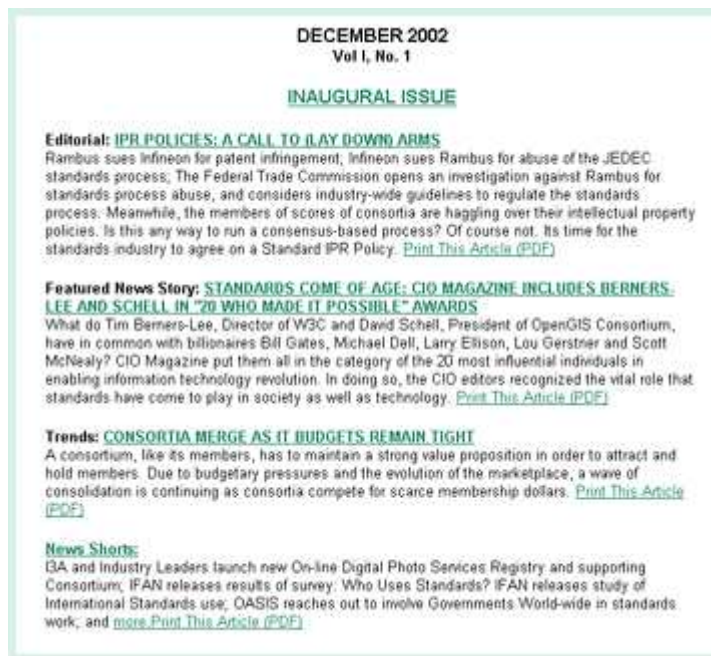 DECEMBER 2002
Vol I, No. 1
INAUGURAL ISSUE
Editorial: IPR POLICIES: A CALL TO (LAY DOWN) ARMS
Rambus sues Infineon for patent infringement; Infineon sues Rambus for abuse of the JEDEC
standards process; The Federal Trade Commission opens an investigation against Rambus for
standards process abuse, and considers industry-wide guidelines to regulate the standards
process. Meanwhile, the members of scores of consortia are haggling over their intellectual property
policies. Is this any way to run a consensus-based process? Of course not. Its time for the
standards industry to agree on a Standard IPR Policy. Print This Article (PDF)
Featured News Story: STANDARDS COME OF AGE: CIO MAGAZINE INCLUDES BERNERS-
LEE AND SCHELL IN "20 WHO MADE IT POSSIBLE" AWARDS
What do Tim Berners-Lee, Director of W3C and David Schell, President of OpenGIS Consortium,
have in common with billionaires Bill Gates, Michael Dell, Larry Ellison, Lou Gerstner and Scott
McNealy? CIO Magazine put them all in the category of the 20 most influential individuals in
enabling information technology revolution. In doing so, the CIO editors recognized the vital role that
standards have come to play in society as well as technology. Print This Article (PDF)
Trends: CONSORTIA MERGE AS IT BUDGETS REMAIN TIGHT
A consortium, like its members, has to maintain a strong value proposition in order to attract and
hold members. Due to budgetary pressures and the evolution of the marketplace, a wave of
consolidation is continuing as consortia compete for scarce membership dollars. Print This Article
(PDF)
News Shorts:
I3A and Industry Leaders launch new On-line Digital Photo Services Registry and supporting
Consortium; IFAN releases results of survey: Who Uses Standards? IFAN releases study of
International Standards use; OASIS reaches out to involve Governments World-wide in standards
work; and more.Print This Article (PDF)